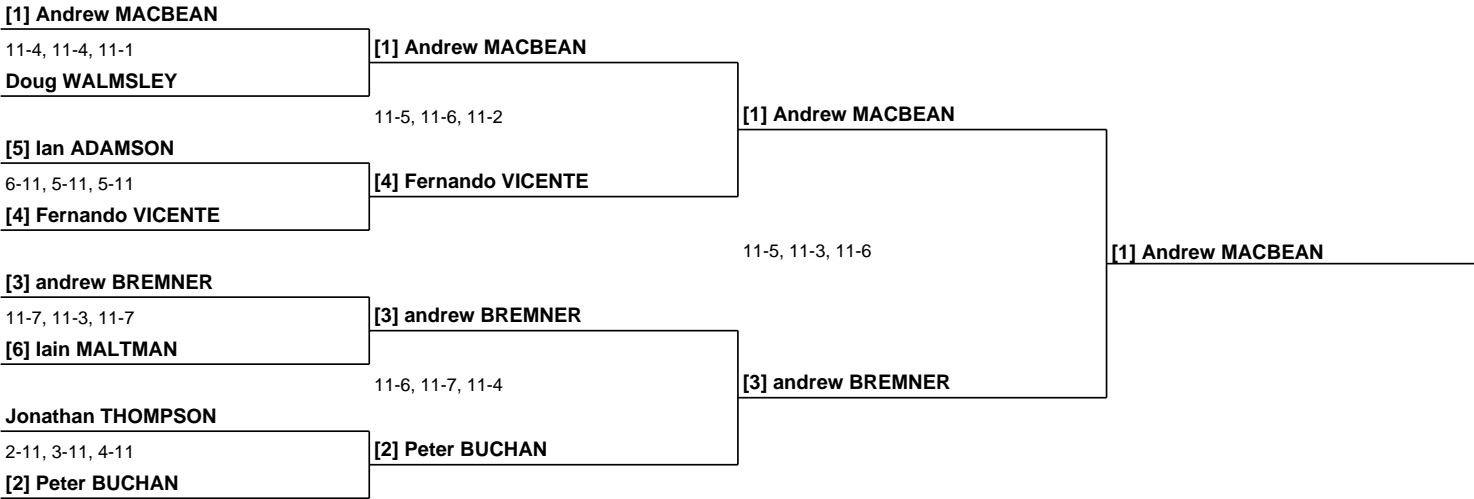 [1] Andrew MACBEAN
11-4, 11-4, 11-1
[1] Andrew MACBEAN
Doug WALMSLEY
11-5, 11-6, 11-2
[1] Andrew MACBEAN
[5] Ian ADAMSON
6-11, 5-11, 5-11
[4] Fernando VICENTE
[4] Fernando VICENTE
11-5, 11-3, 11-6
[1] Andrew MACBEAN
[3] andrew BREMNER
11-7, 11-3, 11-7
[3] andrew BREMNER
[6] Iain MALTMAN
11-6, 11-7, 11-4
[3] andrew BREMNER
Jonathan THOMPSON
2-11, 3-11, 4-11
[2] Peter BUCHAN
[2] Peter BUCHAN